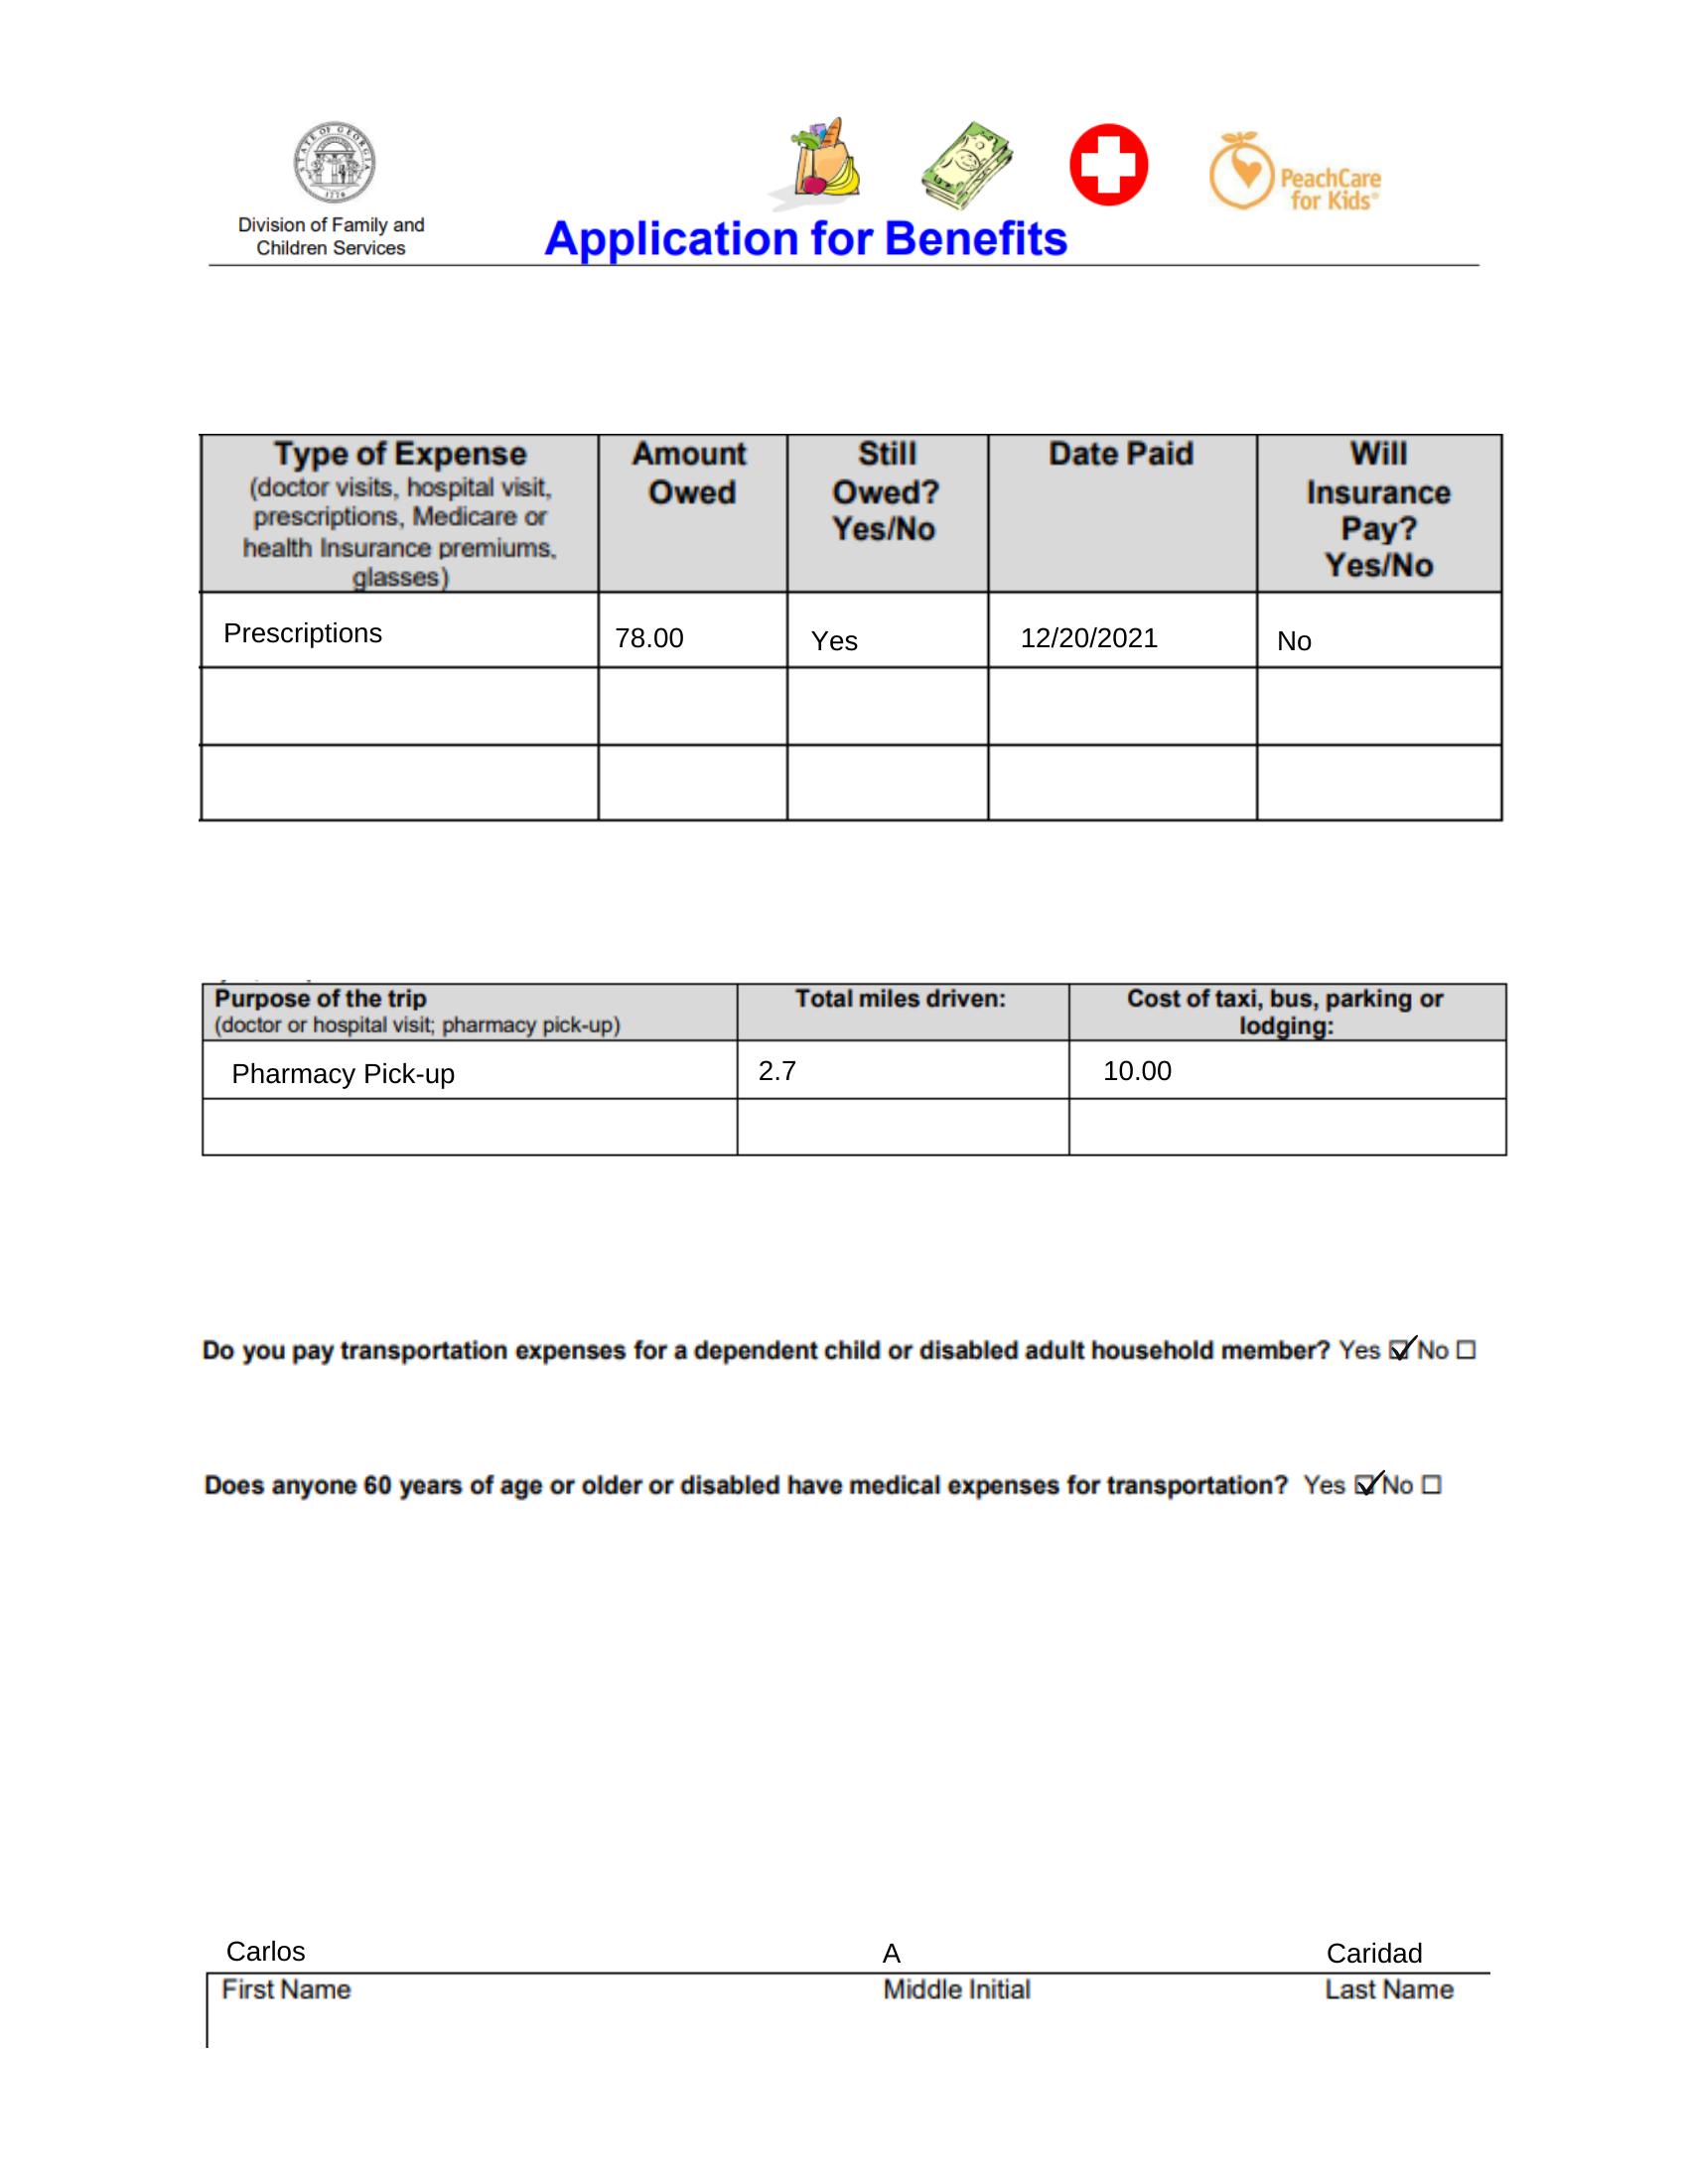 STATE OF GEORGIA
1776
Division of Family and
Children Services
Application for Benefits
PeachCare
for Kids®
Type of Expense
(doctor visits, hospital visit,
prescriptions, Medicare or
health Insurance premiums,
glasses)
Amount
Owed
Still
Owed?
Yes/No
Date Paid
Will
Insurance
Pay?
Yes/No
Prescriptions
78.00
Yes
12/20/2021
No
Purpose of the trip
(doctor or hospital visit; pharmacy pick-up)
Total miles driven:
Cost of taxi, bus, parking or
lodging:
Pharmacy Pick-up
2.7
10.00
Do you pay transportation expenses for a dependent child or disabled adult household member? Yes ☑ No ☐
Does anyone 60 years of age or older or disabled have medical expenses for transportation? Yes ☑ No ☐
Carlos A Caridad
First Name Middle Initial Last Name